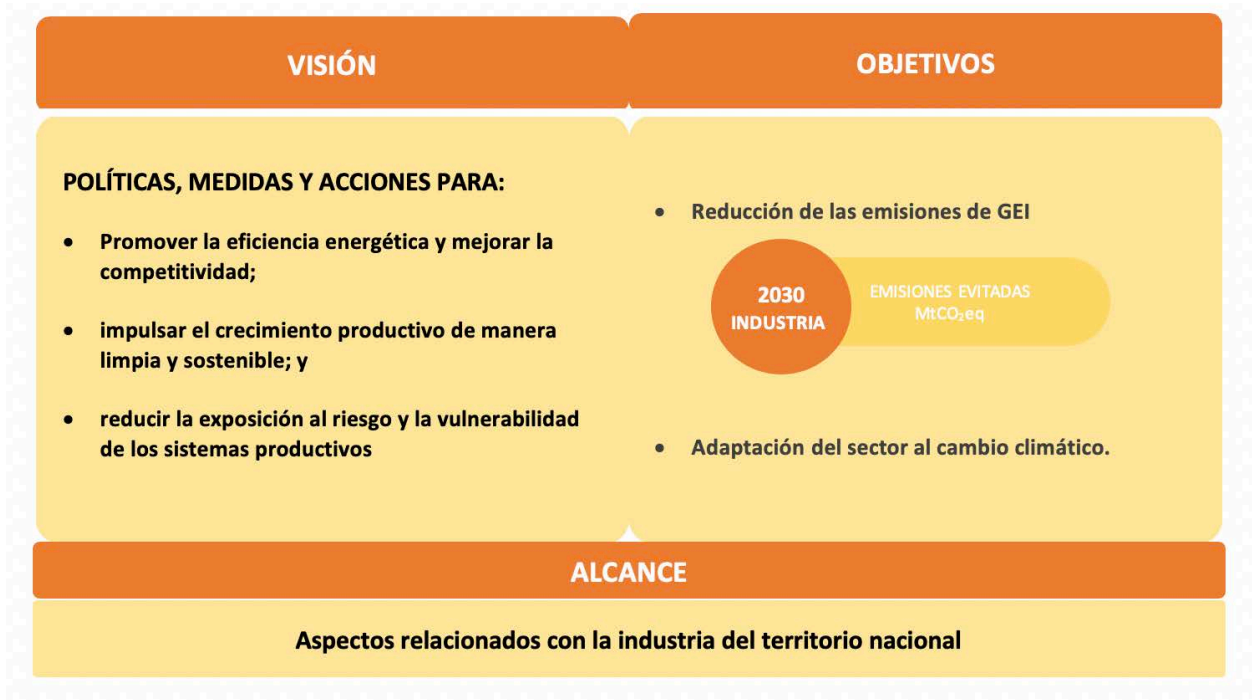 VISIÓN
POLÍTICAS, MEDIDAS Y ACCIONES PARA:
• Promover la eficiencia energética y mejorar la
competitividad;
• impulsar el crecimiento productivo de manera
limpia y sostenible; y
• reducir la exposición al riesgo y la vulnerabilidad
de los sistemas productivos
OBJETIVOS
• Reducción de las emisiones de GEI
2030
INDUSTRIA
EMISIONES EVITADAS
MtCO₂eq
• Adaptación del sector al cambio climático.
ALCANCE
Aspectos relacionados con la industria del territorio nacional